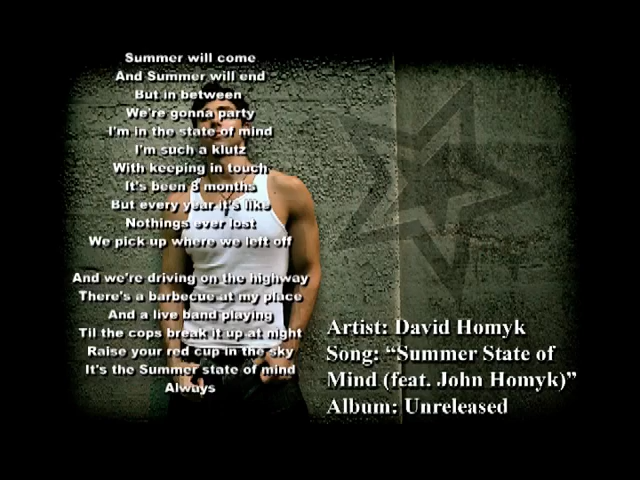 Summer will come
And Summer will end
But in between
We're gonna party
I'm in the state of mind
I'm such a klutz
With keeping in touch
It's been 8 months
But every year it's like
Nothings ever lost
We pick up where we left off
And we're driving on the highway
There's a barbecue at my place
And a live band playing
Til the cops break it up at night
Raise your red cup in the sky
It's the Summer state of mind
Always
Artist: David Homyk
Song: “Summer State of
Mind (feat. John Homyk)”
Album: Unreleased